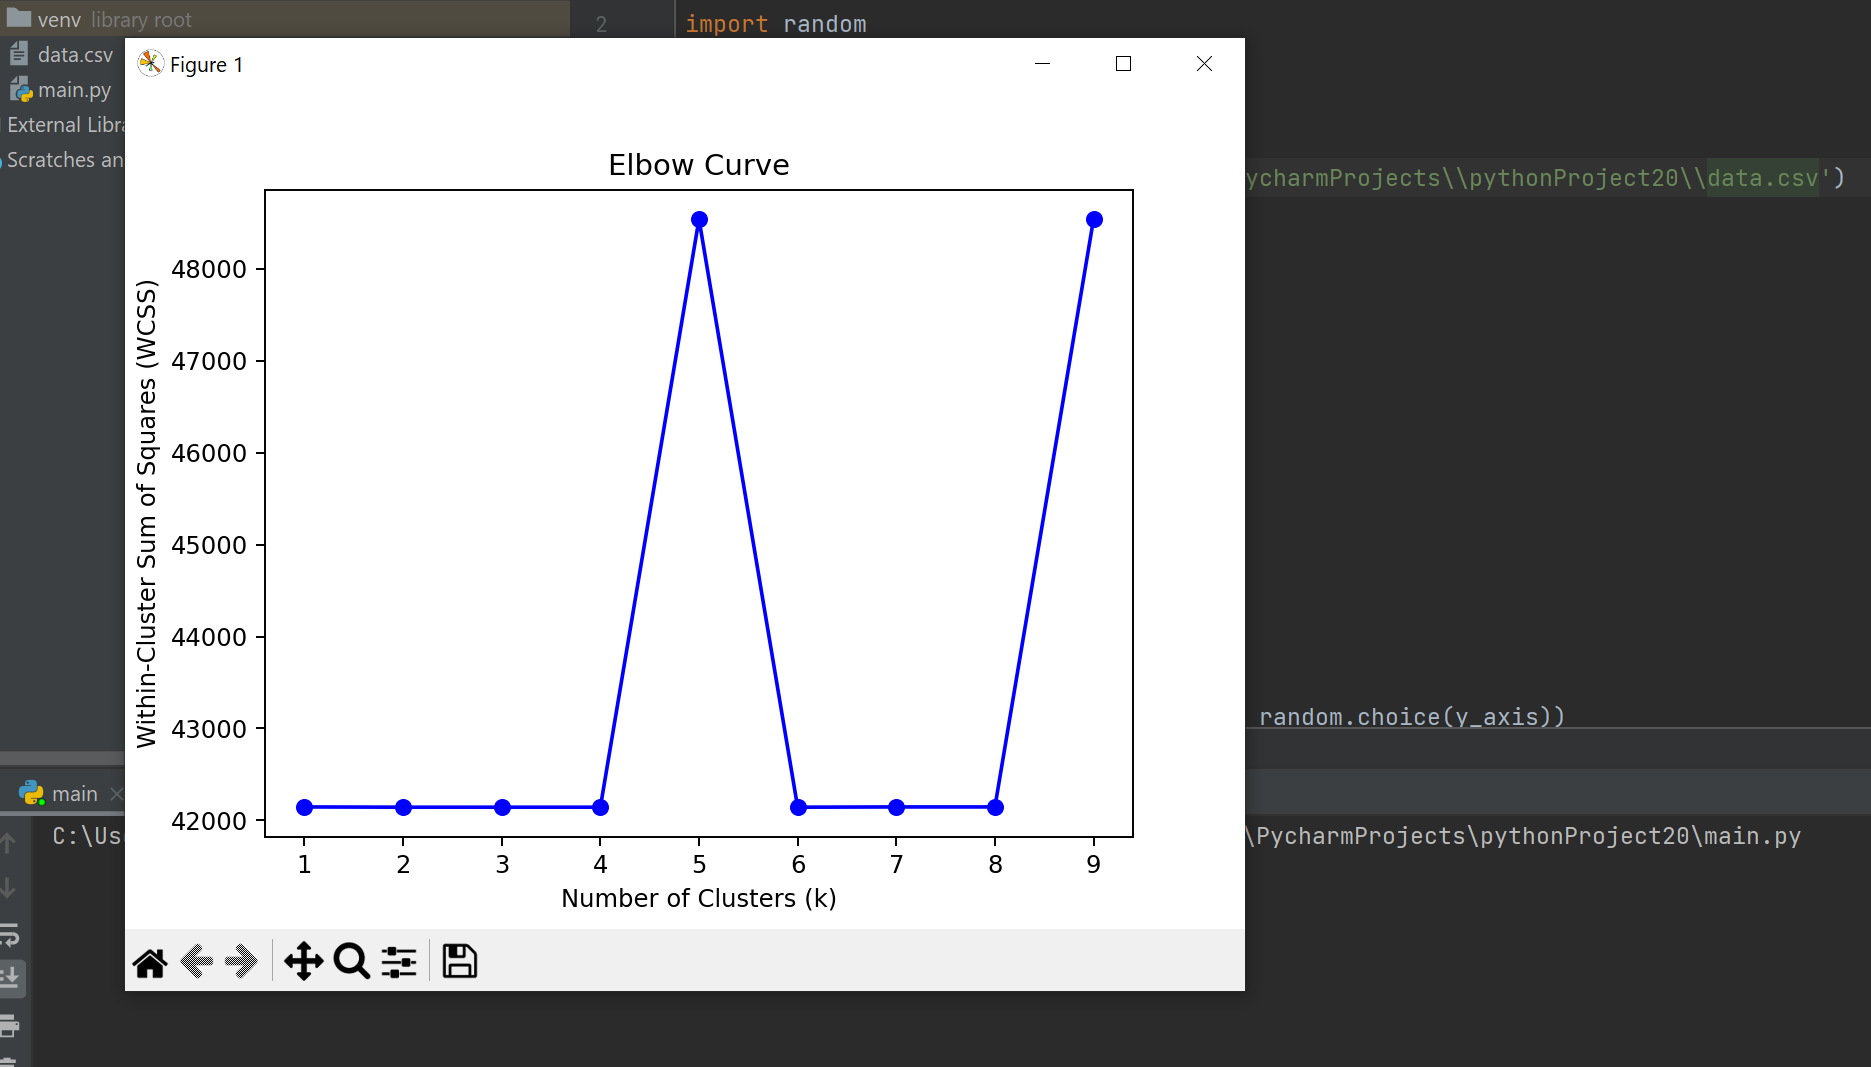 venv library root
data.csv
main.py
External Libra
Scratches an
2 import random
ycharmProjects\\pythonProject20\\data.csv')
random.choice(y_axis))
Figure 1
Elbow Curve
Within-Cluster Sum of Squares (WCSS)
48000
47000
46000
45000
44000
43000
42000
1 2 3 4 5 6 7 8 9
Number of Clusters (k)
main
C:\Us \PycharmProjects\pythonProject20\main.py